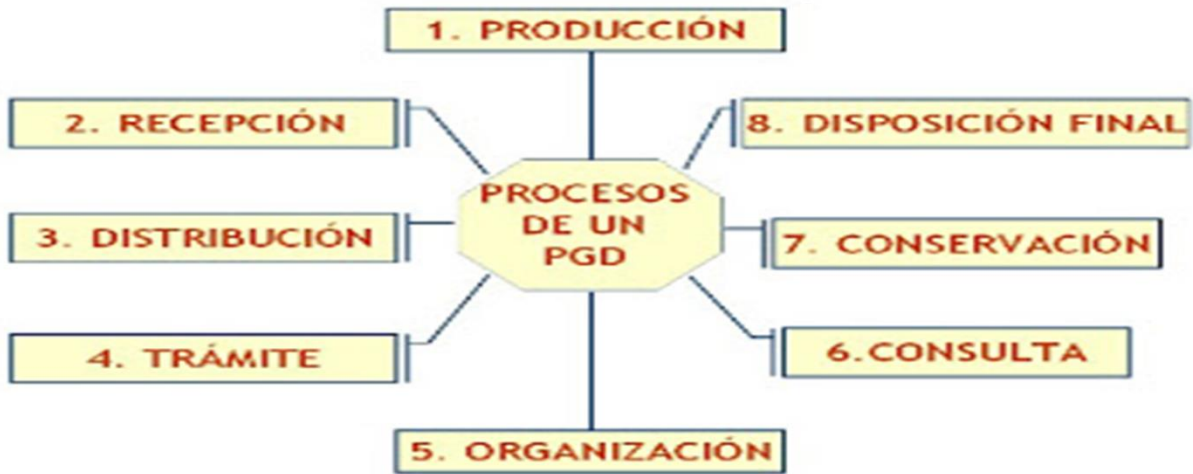 1. PRODUCCIÓN
2. RECEPCIÓN
3. DISTRIBUCIÓN
4. TRÁMITE
5. ORGANIZACIÓN
6.CONSULTA
7. CONSERVACIÓN
8. DISPOSICIÓN FINAL
PROCESOS
DE UN
PGD